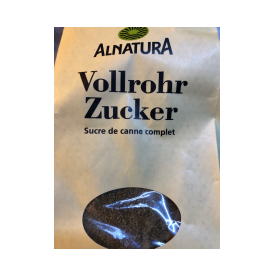 ALNATURA
Vollrohr
Zucker
Sucre de canne complet